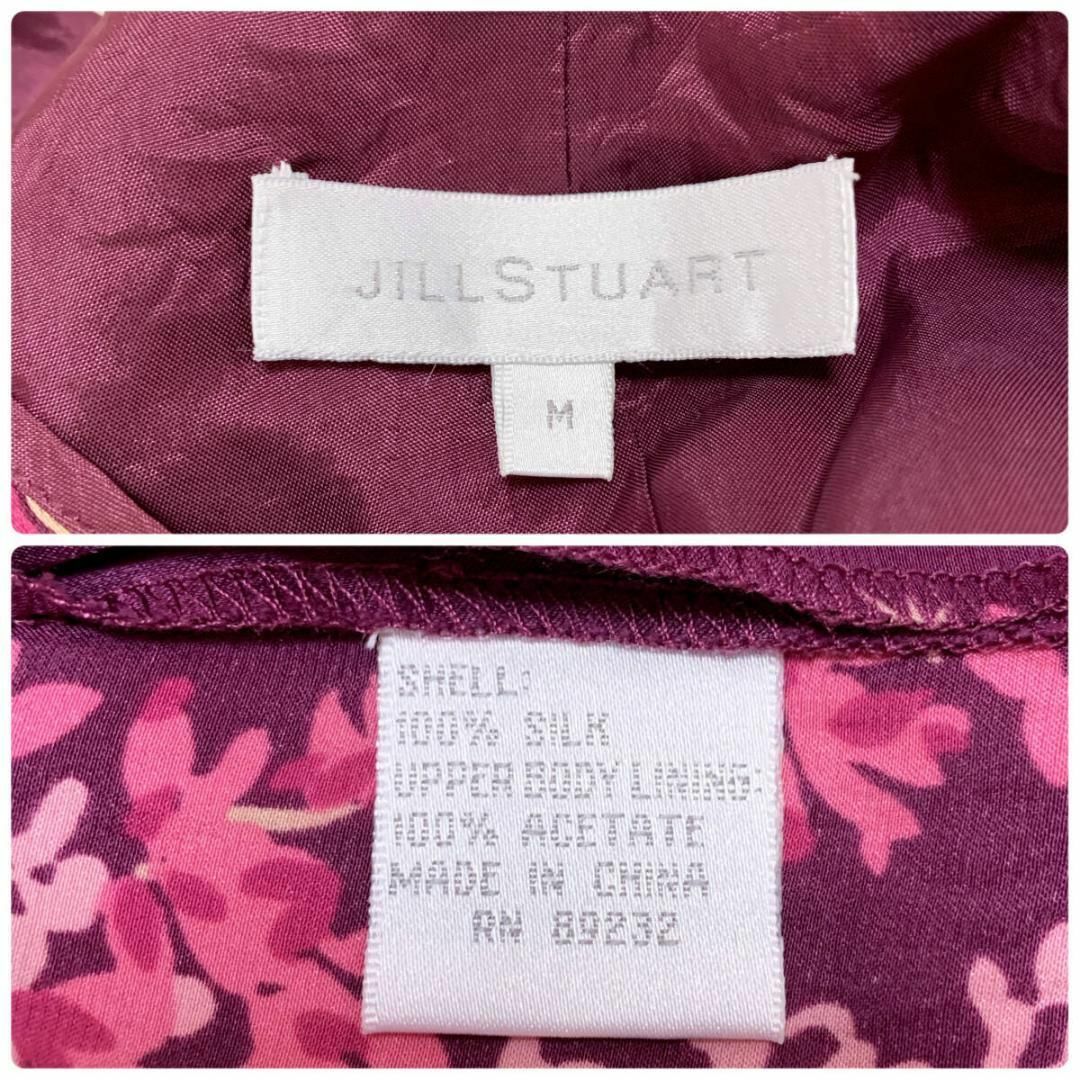 JILLSTUART
M
SHELL:
100% SILK
UPPER BODY LINING:
100% ACETATE
MADE IN CHINA
RN 89232